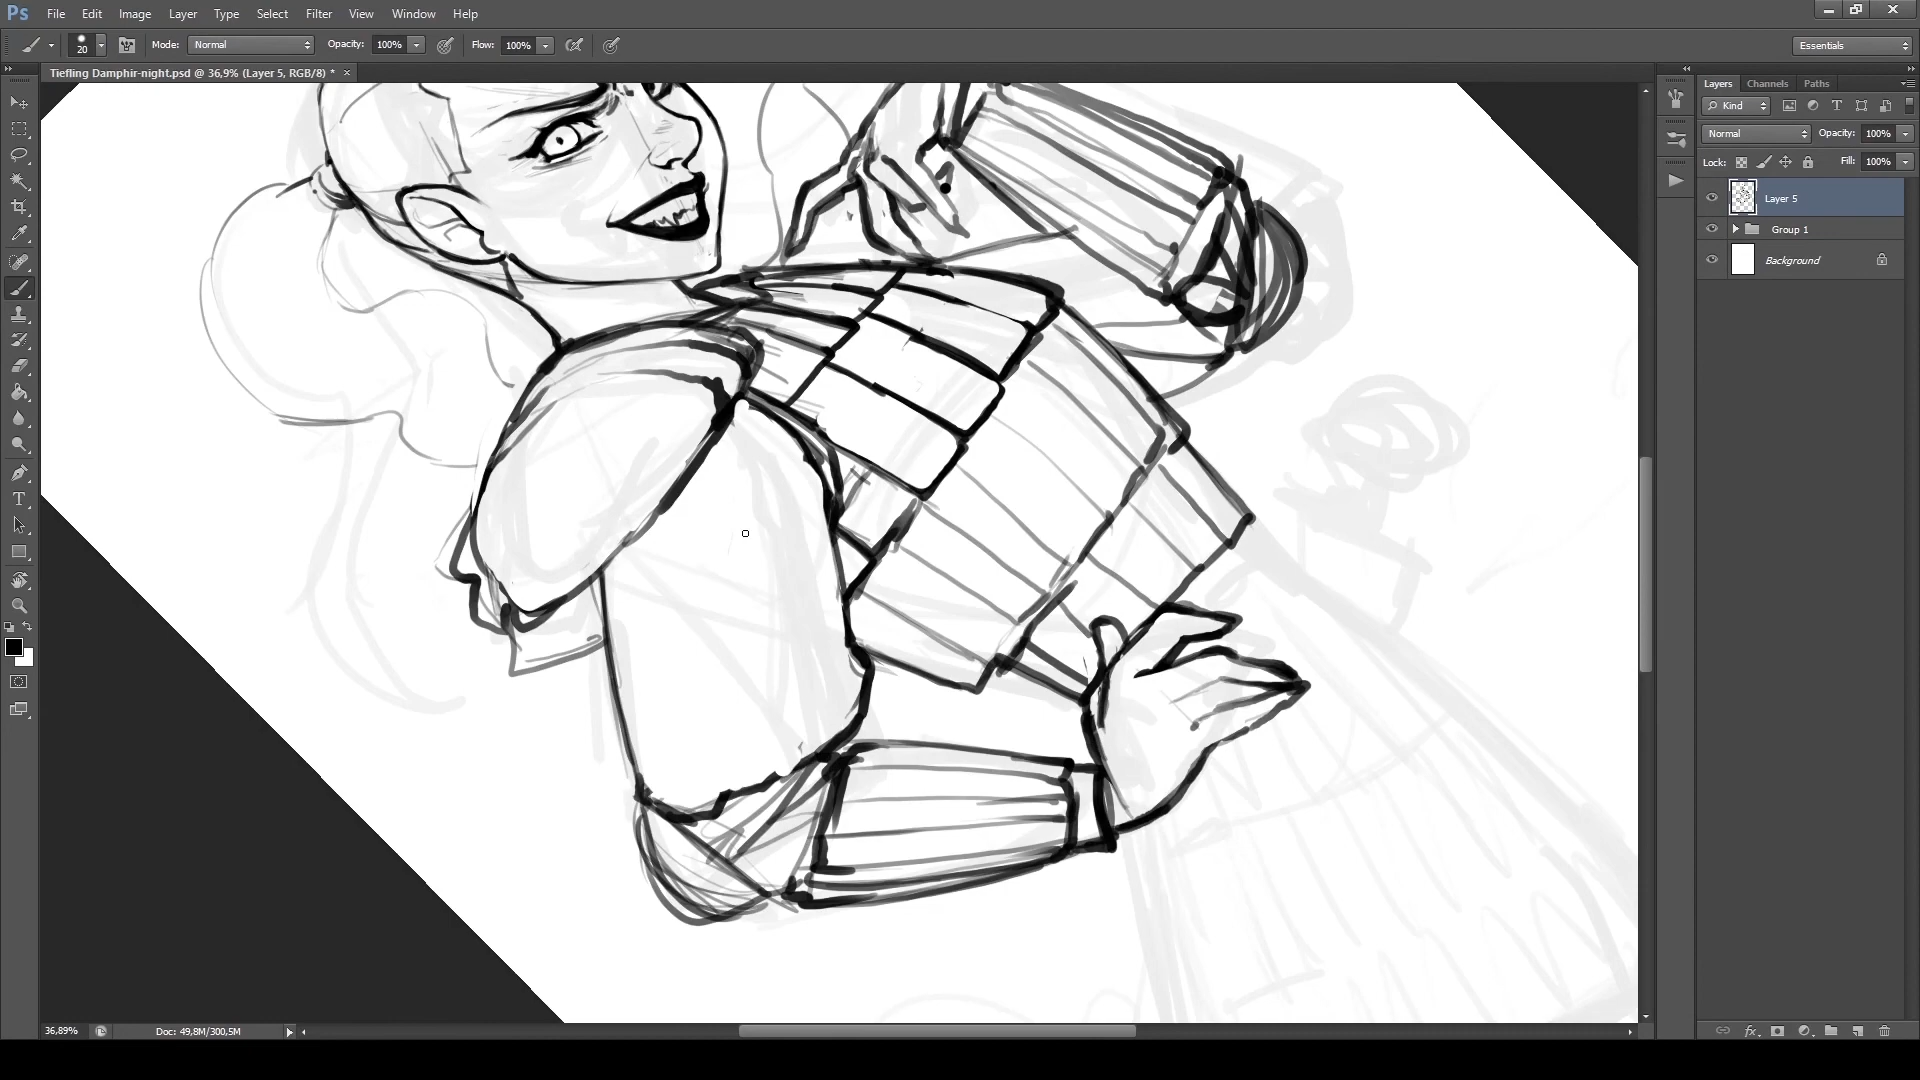 Ps File Edit Image Layer Type Select Filter View Window Help
20 Mode: Normal Opacity: 100% Flow: 100% Essentials
Tiefling Damphir-night.psd @ 36,9% (Layer 5, RGB/8) * ×
Layers Channels Paths
Kind
Normal Opacity: 100%
Lock: Fill: 100%
Layer 5
Group 1
Background
36,89% Doc: 49,8M/300,5M